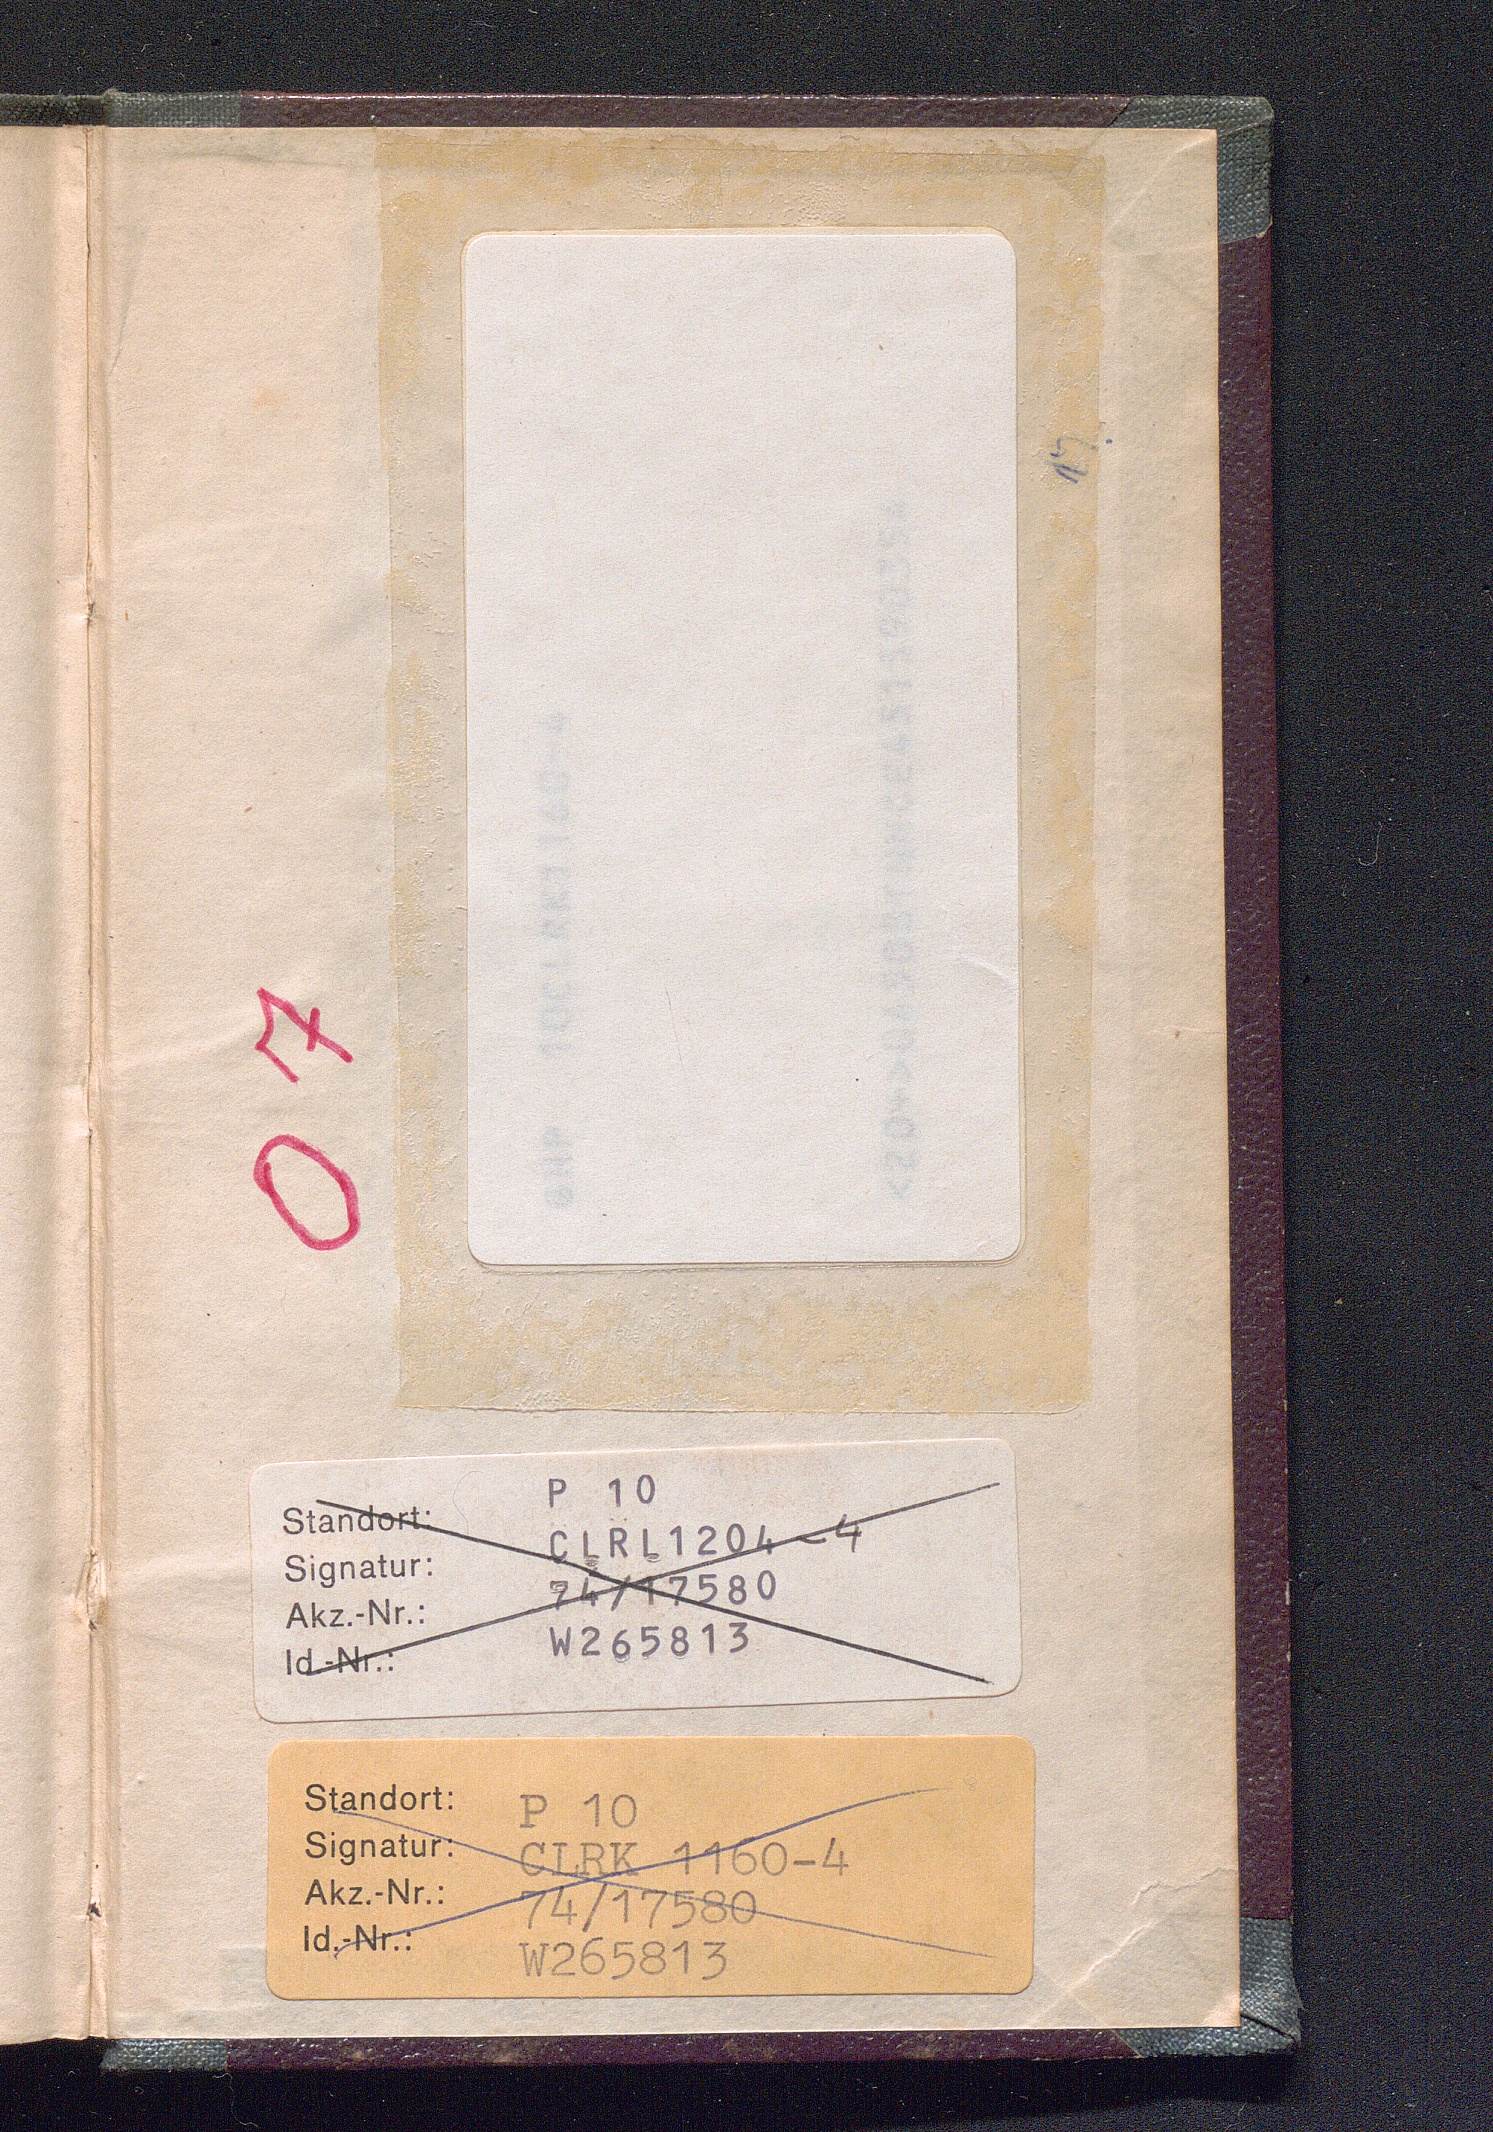 07
Standort: P 10
Signatur: CLRL1204-4
Akz.-Nr.: 74/17580
Id.-Nr.: W265813
Standort: P 10
Signatur: CLRK 1160-4
Akz.-Nr.: 74/17580
Id.-Nr.: W265813